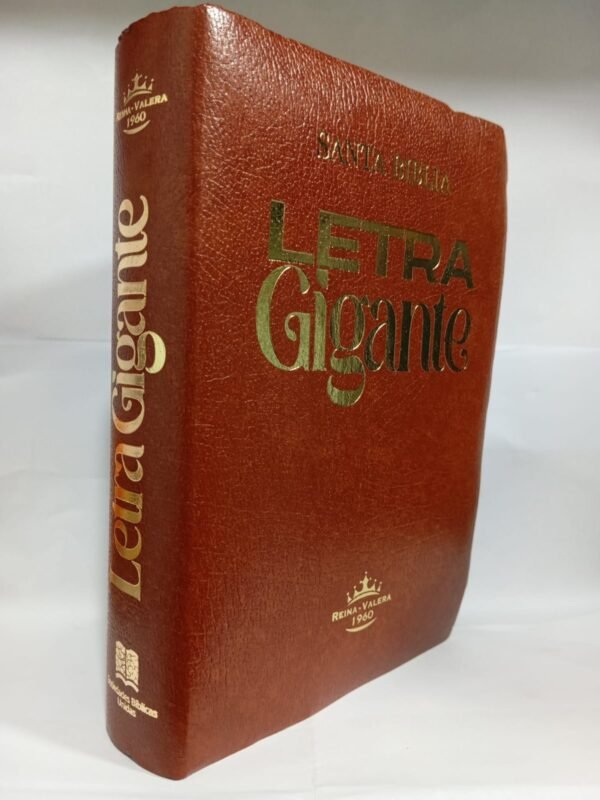 REINA-VALERA
1960
Letra Gigante
Sociedades Bíblicas
Unidas
SANTA BIBLIA
LETRA
Gigante
REINA-VALERA
1960